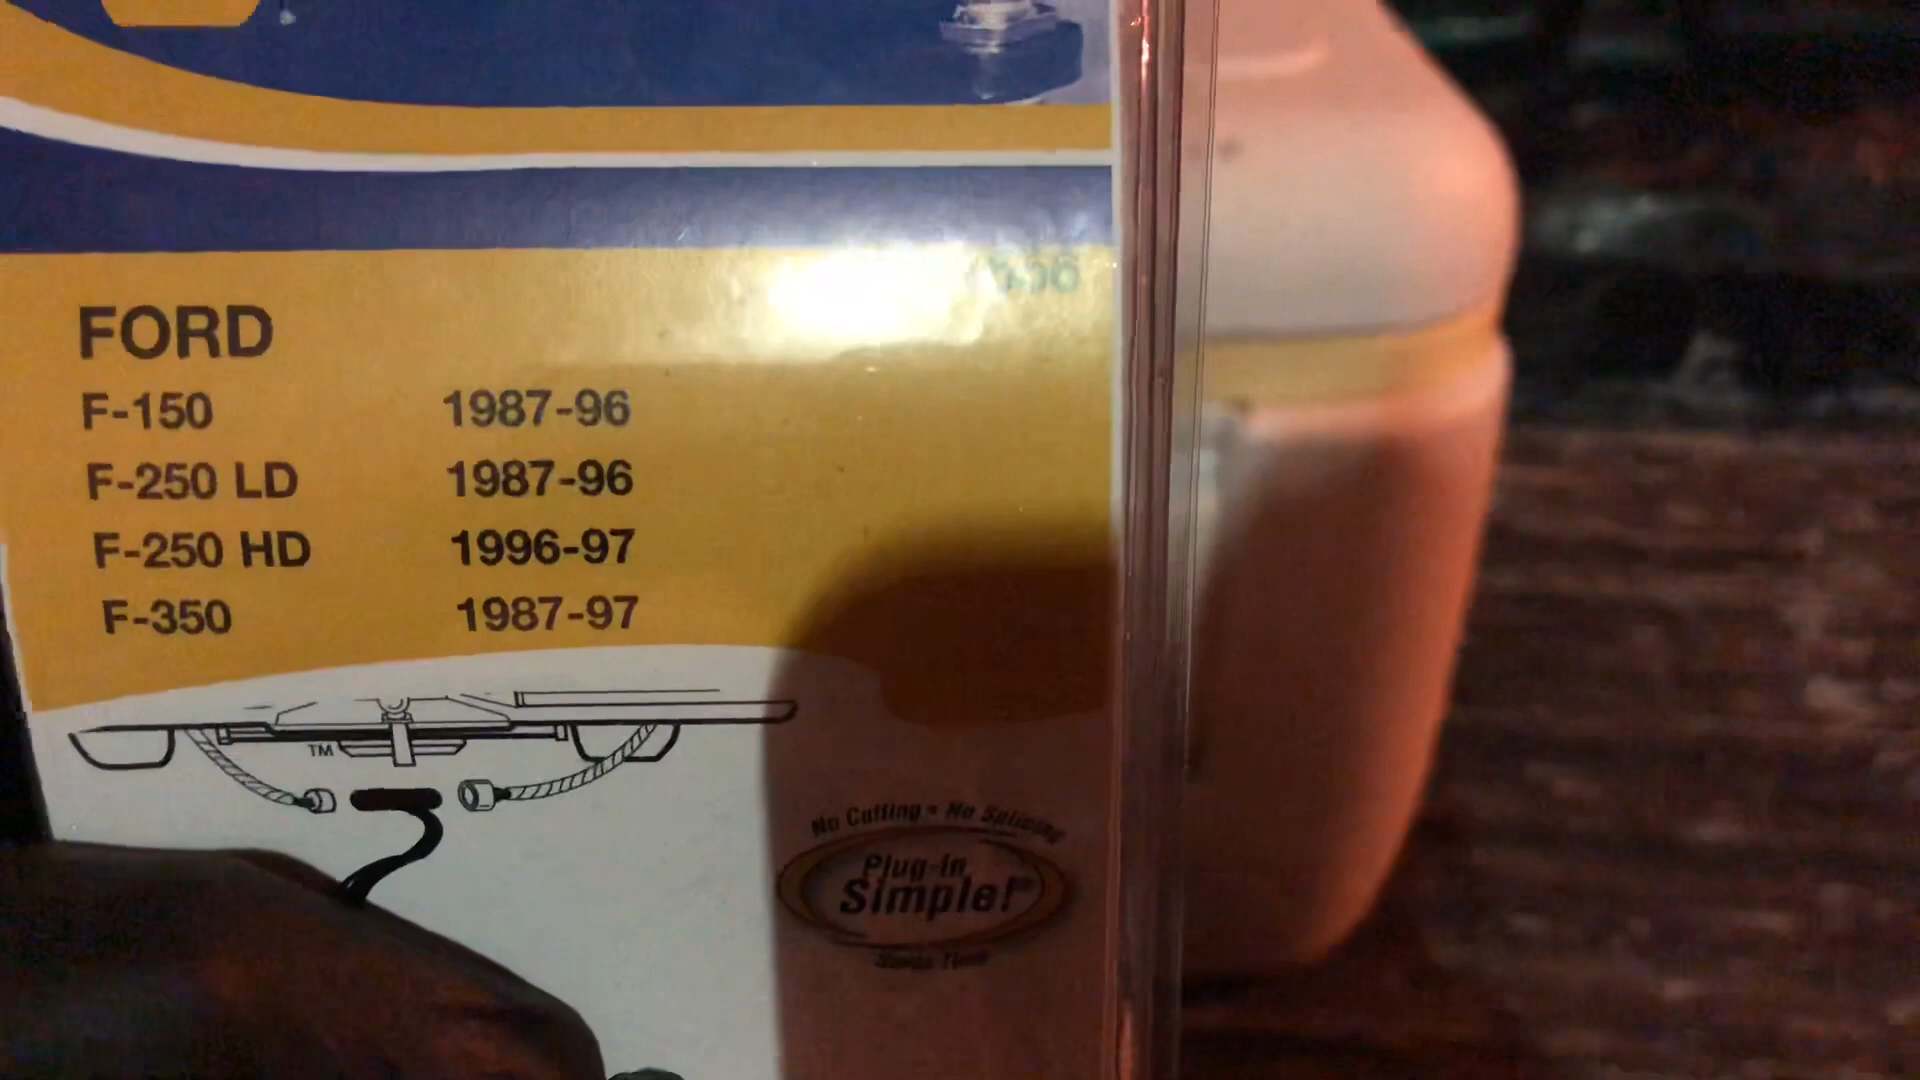 FORD
F-150 1987-96
F-250 LD 1987-96
F-250 HD 1996-97
F-350 1987-97
TM
No Cutting • No Splicing
Plug-in
Simple!®